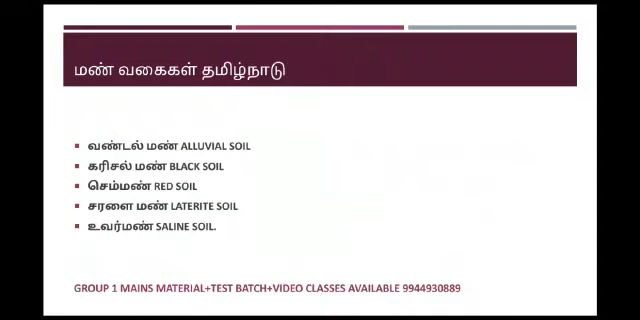 மண் வகைகள் தமிழ்நாடு
வண்டல் மண் ALLUVIAL SOIL
கரிசல் மண் BLACK SOIL
செம்மண் RED SOIL
சரளை மண் LATERITE SOIL
உவர்மண் SALINE SOIL.
GROUP 1 MAINS MATERIAL+TEST BATCH+VIDEO CLASSES AVAILABLE 9944930889